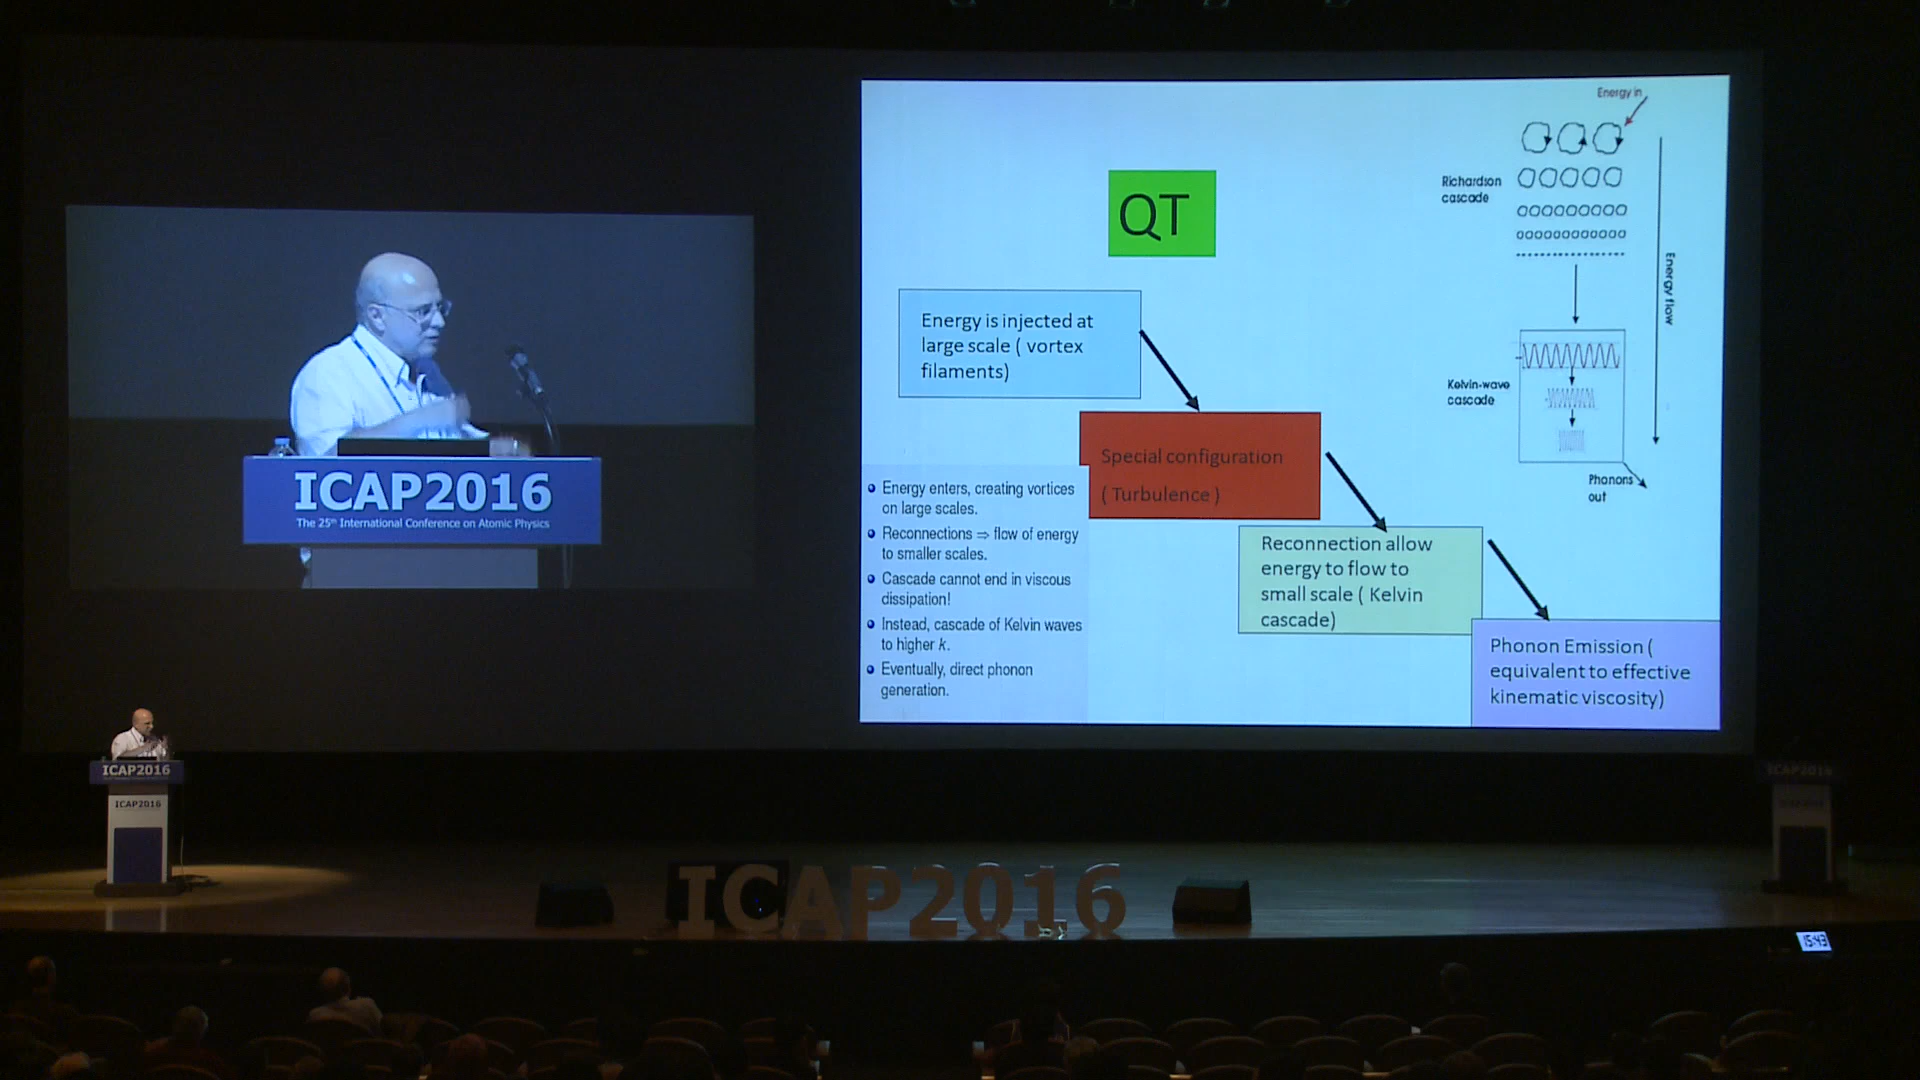 ICAP2016
The 25th International Conference on Atomic Physics
QT
Energy is injected at
large scale ( vortex
filaments)
Special configuration
( Turbulence )
Reconnection allow
energy to flow to
small scale ( Kelvin
cascade)
Phonon Emission (
equivalent to effective
kinematic viscosity)
Energy enters, creating vortices
on large scales.
Reconnections ⇒ flow of energy
to smaller scales.
Cascade cannot end in viscous
dissipation!
Instead, cascade of Kelvin waves
to higher k.
Eventually, direct phonon
generation.
Energy in
Richardson
cascade
Energy flow
Kelvin-wave
cascade
Phonons
out
ICAP2016
ICAP2016
ICAP2016
ICAP2016
15:43